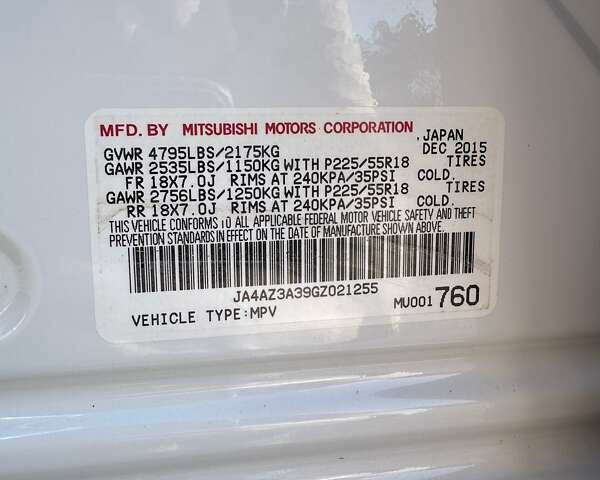 MFD. BY MITSUBISHI MOTORS CORPORATION, JAPAN
GVWR 4795LBS/2175KG DEC 2015
GAWR 2535LBS/1150KG WITH P225/55R18 TIRES
FR 18X7.0J RIMS AT 240KPA/35PSI COLD.
GAWR 2756LBS/1250KG WITH P225/55R18 TIRES
RR 18X7.0J RIMS AT 240KPA/35PSI COLD.
THIS VEHICLE CONFORMS TO ALL APPLICABLE FEDERAL MOTOR VEHICLE SAFETY AND THEFT
PREVENTION STANDARDS IN EFFECT ON THE DATE OF MANUFACTURE SHOWN ABOVE.
JA4AZ3A39GZ021255
VEHICLE TYPE:MPV MU001 760